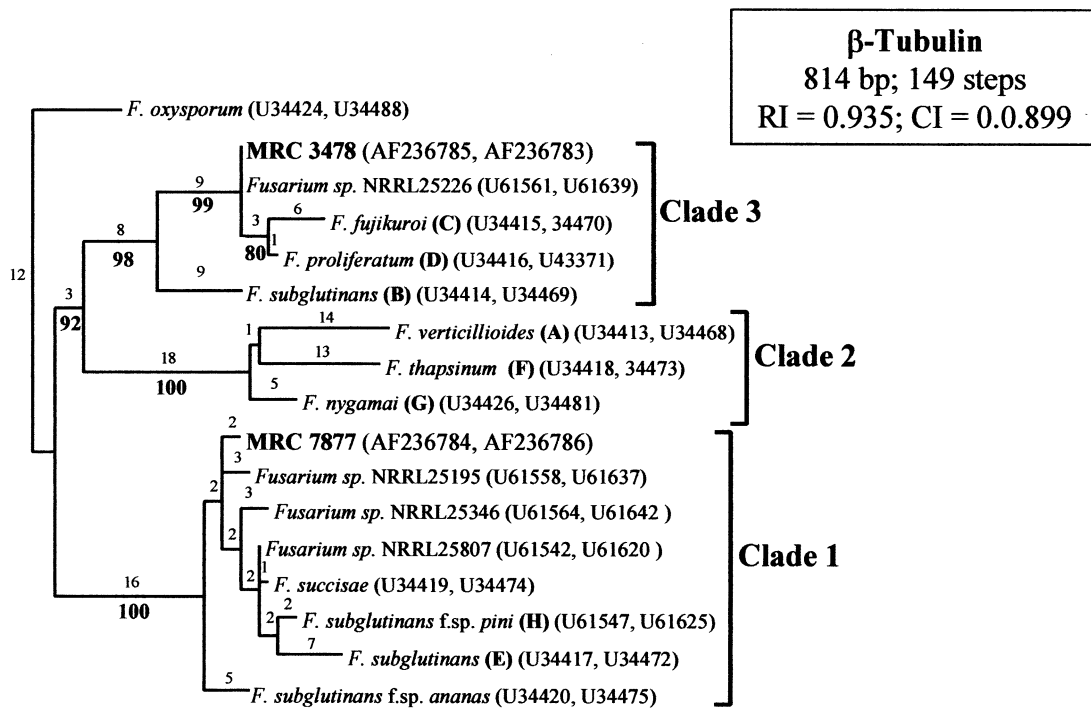 β-Tubulin
814 bp; 149 steps
RI = 0.935; CI = 0.0.899
F. oxysporum (U34424, U34488)
12
MRC 3478 (AF236785, AF236783)
9
Fusarium sp. NRRL25226 (U61561, U61639)
99
Clade 3
6
3
F. fujikuroi (C) (U34415, 34470)
8
1
80
F. proliferatum (D) (U34416, U43371)
98
9
F. subglutinans (B) (U34414, U34469)
3
92
14
1
F. verticillioides (A) (U34413, U34468)
13
18
F. thapsinum (F) (U34418, 34473)
Clade 2
100
5
F. nygamai (G) (U34426, U34481)
2
MRC 7877 (AF236784, AF236786)
3
Fusarium sp. NRRL25195 (U61558, U61637)
2
3
Fusarium sp. NRRL25346 (U61564, U61642 )
2
Fusarium sp. NRRL25807 (U61542, U61620 )
Clade 1
2
1
F. succisae (U34419, U34474)
16
100
2
2
F. subglutinans f.sp. pini (H) (U61547, U61625)
7
F. subglutinans (E) (U34417, U34472)
5
F. subglutinans f.sp. ananas (U34420, U34475)